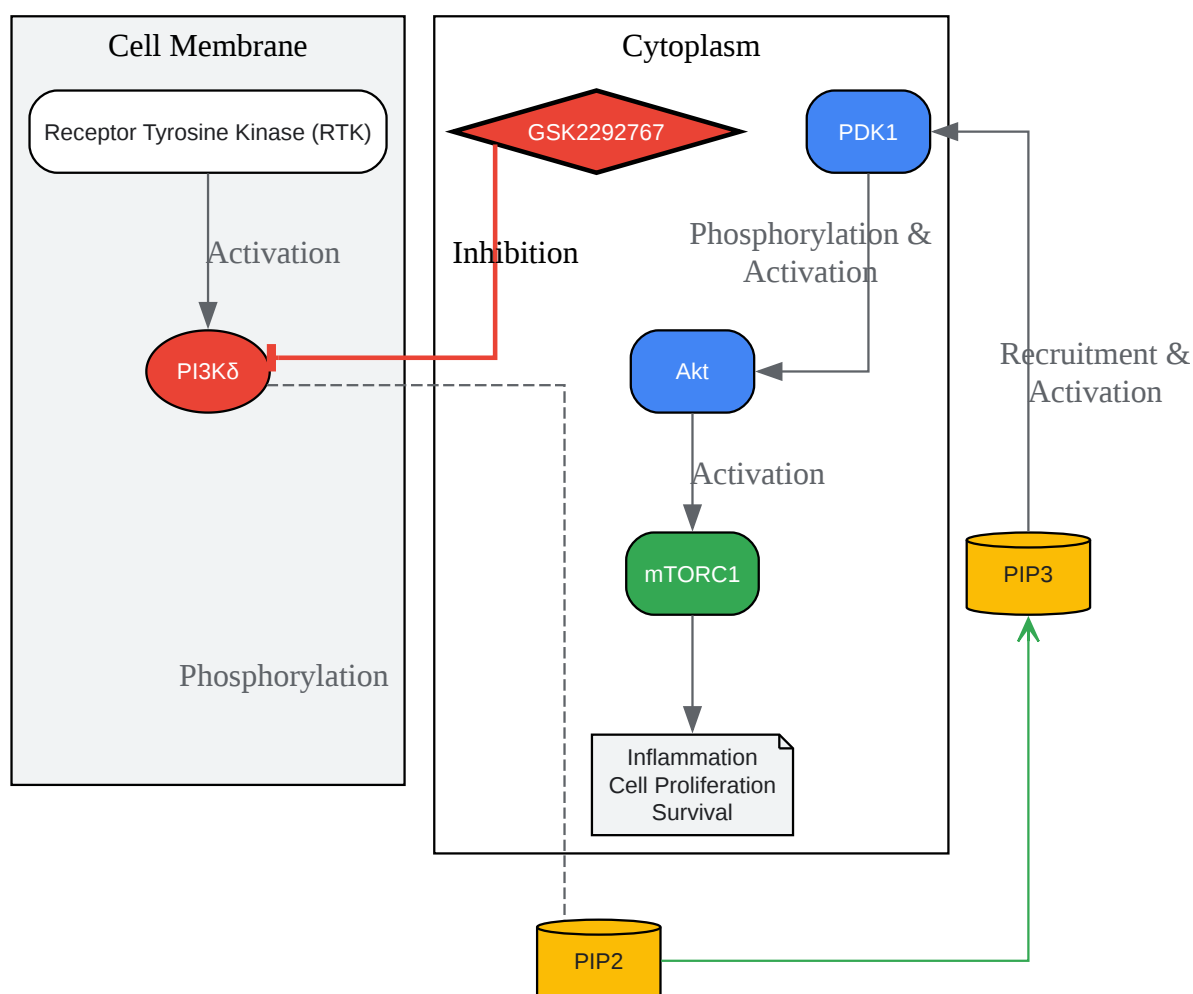 Cell Membrane
Cytoplasm
Receptor Tyrosine Kinase (RTK)
GSK2292767
PDK1
Activation
Inhibition
Phosphorylation &
Activation
PI3Kδ
Akt
Recruitment &
Activation
Activation
mTORC1
PIP3
Phosphorylation
Inflammation
Cell Proliferation
Survival
PIP2